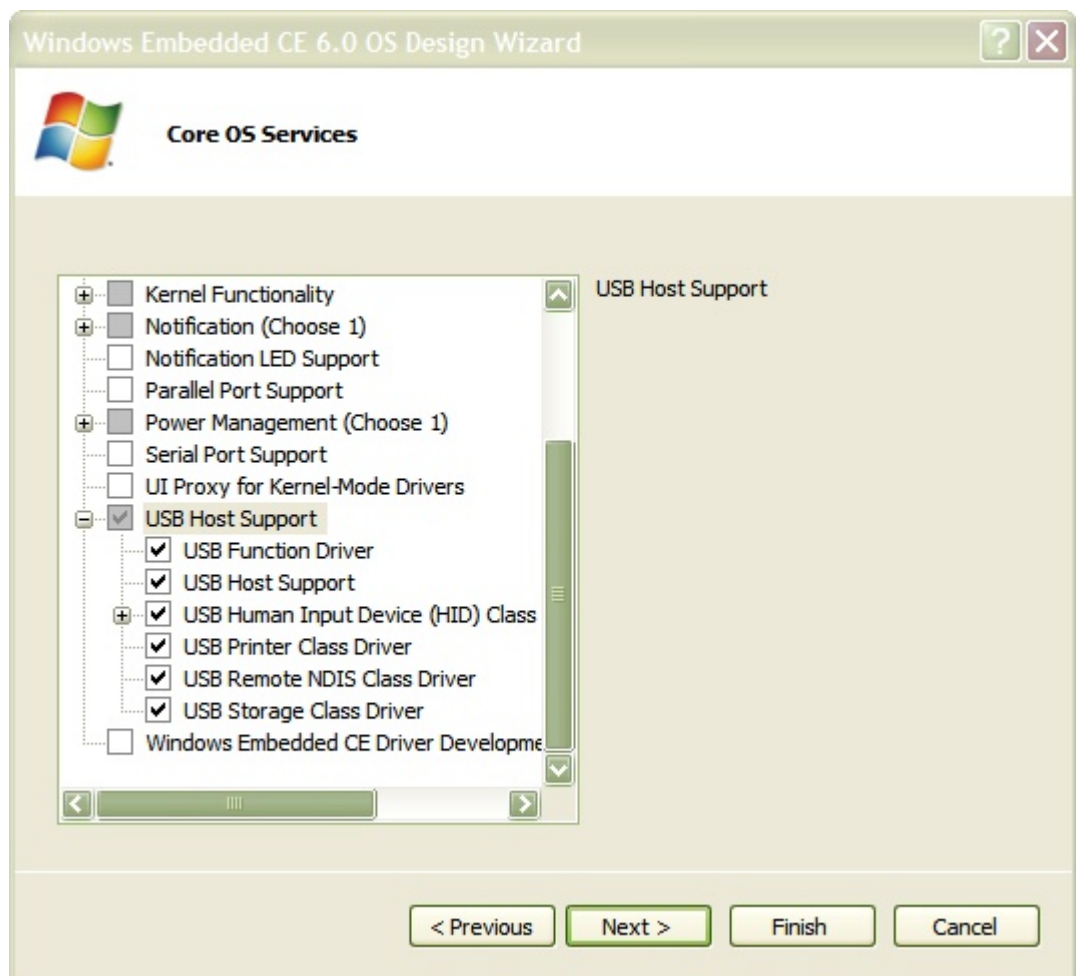 Windows Embedded CE 6.0 OS Design Wizard
Core OS Services
Kernel Functionality
USB Host Support
Notification (Choose 1)
Notification LED Support
Parallel Port Support
Power Management (Choose 1)
Serial Port Support
UI Proxy for Kernel-Mode Drivers
USB Host Support
USB Function Driver
USB Host Support
USB Human Input Device (HID) Class
USB Printer Class Driver
USB Remote NDIS Class Driver
USB Storage Class Driver
Windows Embedded CE Driver Developme
< Previous
Next >
Finish
Cancel